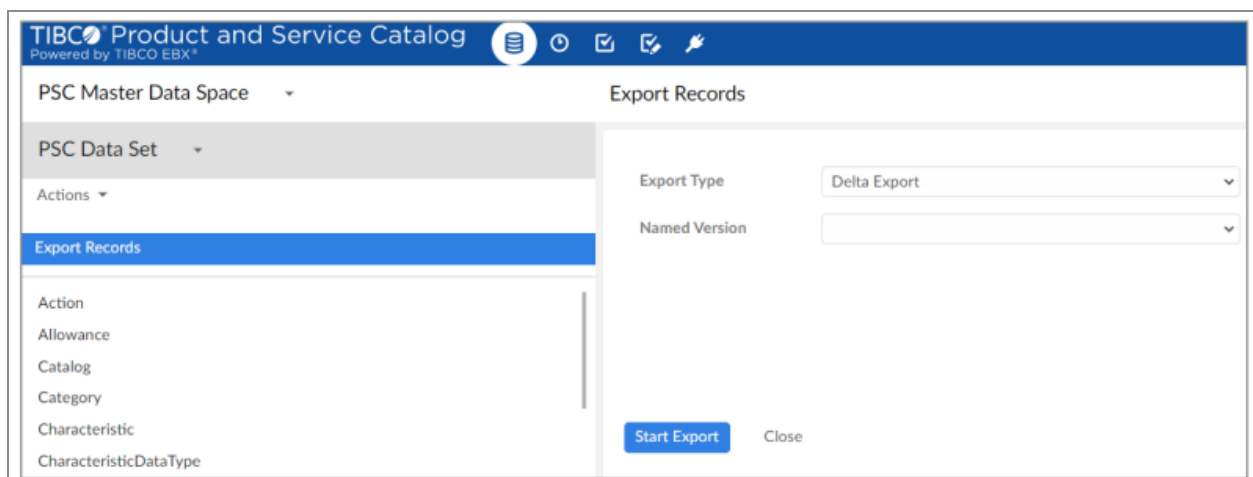 TIBCO® Product and Service Catalog
Powered by TIBCO EBX®
PSC Master Data Space
Export Records
PSC Data Set
Actions
Export Records
Action
Allowance
Catalog
Category
Characteristic
CharacteristicDataType
Export Type
Delta Export
Named Version
Start Export
Close